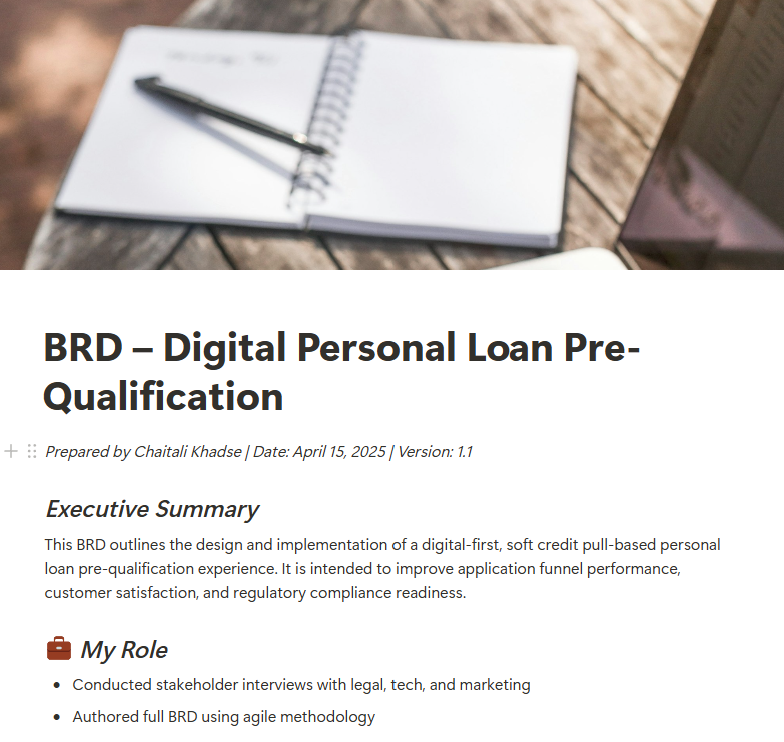 BRD – Digital Personal Loan Pre-
Qualification
Prepared by Chaitali Khadse | Date: April 15, 2025 | Version: 1.1
Executive Summary
This BRD outlines the design and implementation of a digital-first, soft credit pull-based personal
loan pre-qualification experience. It is intended to improve application funnel performance,
customer satisfaction, and regulatory compliance readiness.
My Role
Conducted stakeholder interviews with legal, tech, and marketing
Authored full BRD using agile methodology